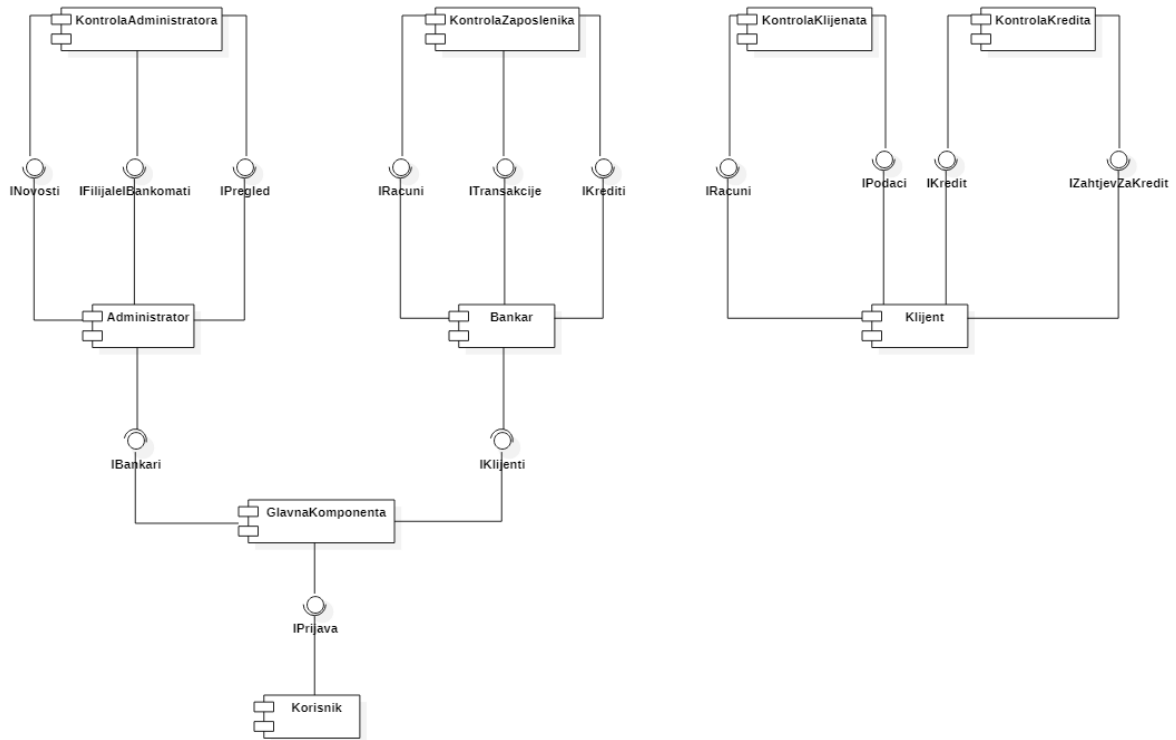 KontrolaAdministratora
KontrolaZaposlenika
KontrolaKlijenata
KontrolaKredita
INovosti
IFilijaleIBankomati
IPregled
IRacuni
ITransakcije
IKrediti
IRacuni
IPodaci
IKredit
IZahtjevZaKredit
Administrator
Bankar
Klijent
IBankari
IKlijenti
GlavnaKomponenta
IPrijava
Korisnik